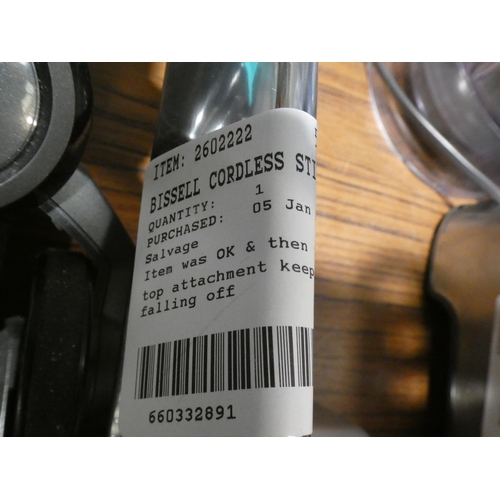 ITEM: 2602222
BISSELL CORDLESS
QUANTITY: 1
PURCHASED: 05 Jan
Salvage
Item was OK & then
top attachment keep
falling off
660332891